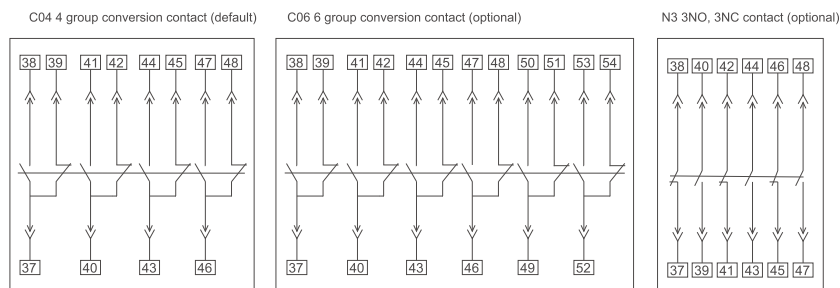 C04 4 group conversion contact (default)
38 39 41 42 44 45 47 48
37 40 43 46
C06 6 group conversion contact (optional)
38 39 41 42 44 45 47 48 50 51 53 54
37 40 43 46 49 52
N3 3NO, 3NC contact (optional)
38 40 42 44 46 48
37 39 41 43 45 47